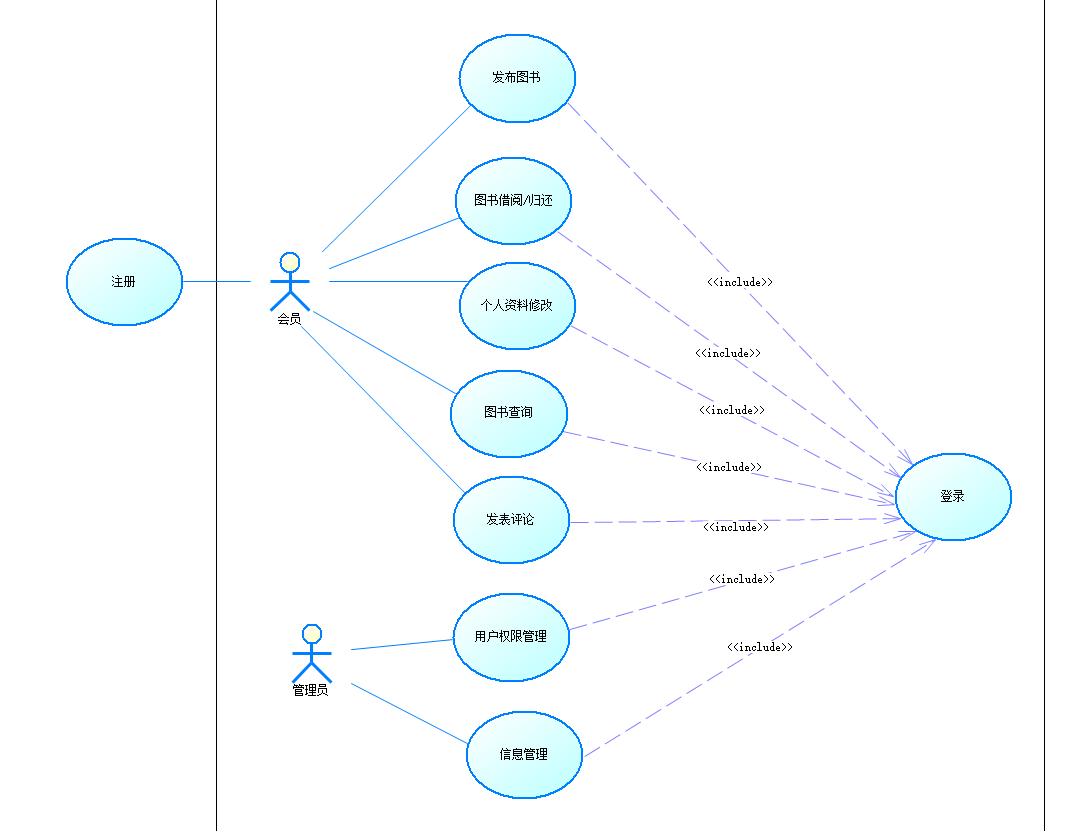 发布图书
图书借阅/归还
<<include>>
注册
个人资料修改
会员
<<include>>
图书查询
<<include>>
<<include>>
登录
发表评论
<<include>>
<<include>>
用户权限管理
<<include>>
管理员
信息管理